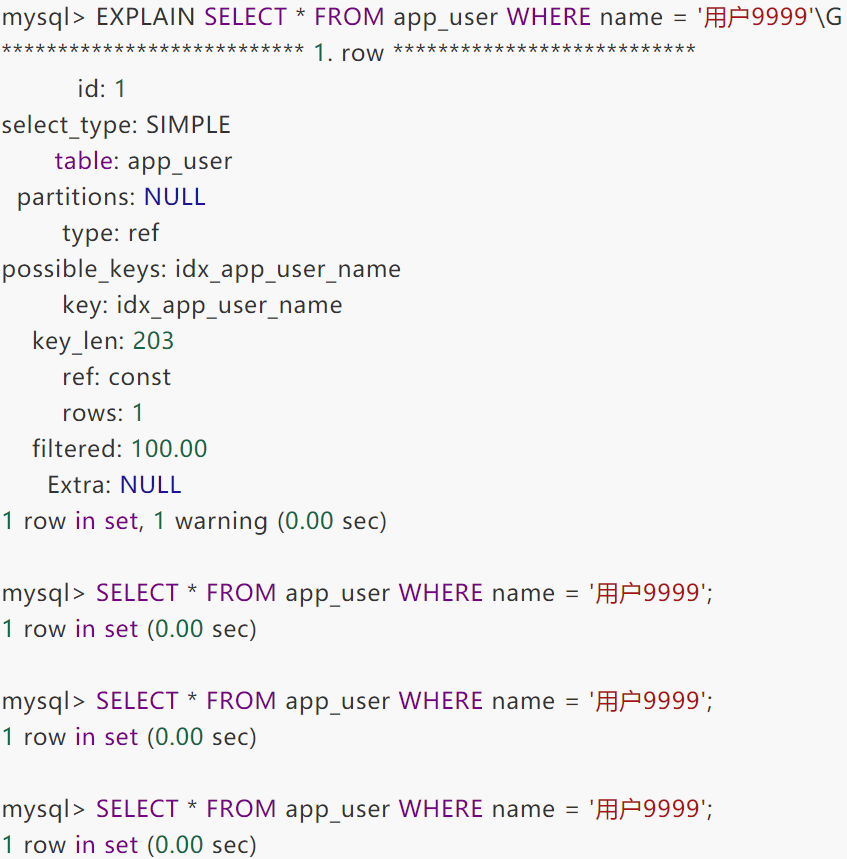 mysql> EXPLAIN SELECT * FROM app_user WHERE name = '用户9999'\G
*************************** 1. row ***************************
id: 1
select_type: SIMPLE
table: app_user
partitions: NULL
type: ref
possible_keys: idx_app_user_name
key: idx_app_user_name
key_len: 203
ref: const
rows: 1
filtered: 100.00
Extra: NULL
1 row in set, 1 warning (0.00 sec)
mysql> SELECT * FROM app_user WHERE name = '用户9999';
1 row in set (0.00 sec)
mysql> SELECT * FROM app_user WHERE name = '用户9999';
1 row in set (0.00 sec)
mysql> SELECT * FROM app_user WHERE name = '用户9999';
1 row in set (0.00 sec)